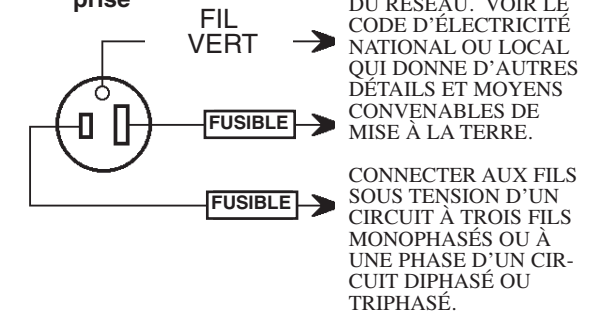 prise
DU RÉSEAU. VOIR LE
FIL
VERT
CODE D'ÉLECTRICITÉ
NATIONAL OU LOCAL
QUI DONNE D'AUTRES
DÉTAILS ET MOYENS
CONVENABLES DE
MISE À LA TERRE.
FUSIBLE
FUSIBLE
CONNECTER AUX FILS
SOUS TENSION D'UN
CIRCUIT À TROIS FILS
MONOPHASÉS OU À
UNE PHASE D'UN CIR-
CUIT DIPHASÉ OU
TRIPHASÉ.